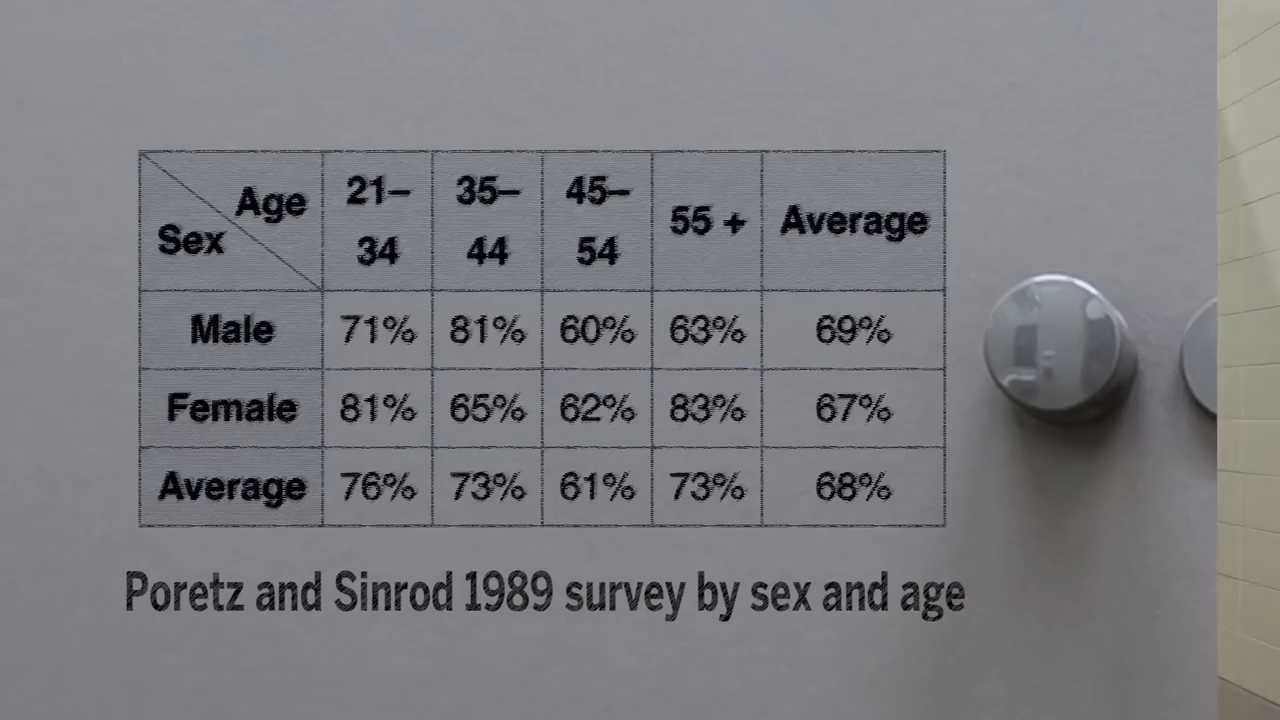 Age
Sex
21–
34
35–
44
45–
54
55 +
Average
Male 71% 81% 60% 63% 69%
Female 81% 65% 62% 83% 67%
Average 76% 73% 61% 73% 68%
Poretz and Sinrod 1989 survey by sex and age